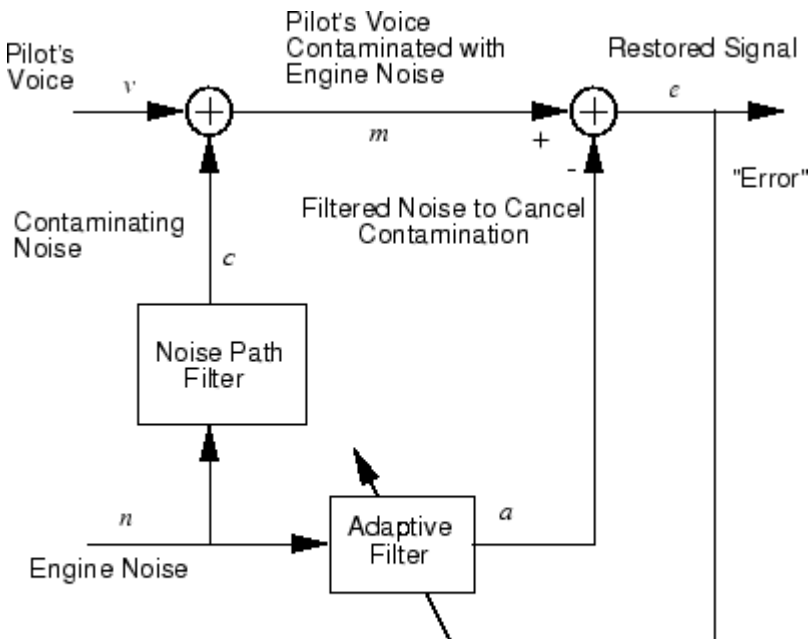 Pilot's
Voice
v
Pilot's Voice
Contaminated with
Engine Noise
m
Restored Signal
e
+
-
"Error"
Contaminating
Noise
c
Filtered Noise to Cancel
Contamination
Noise Path
Filter
n
Engine Noise
Adaptive
Filter
a